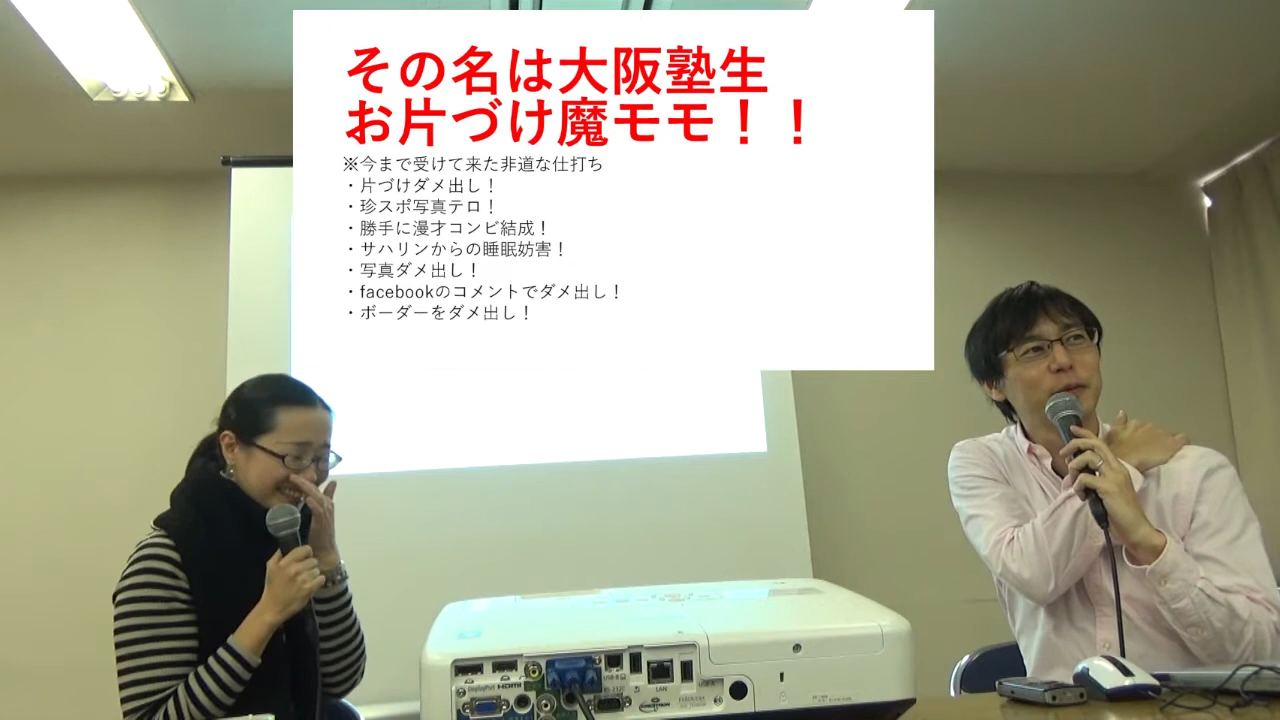 その名は大阪塾生
お片づけ魔モモ！！
※今まで受けて来た非道な仕打ち
・片づけダメ出し！
・珍スポ写真テロ！
・勝手に漫才コンビ結成！
・サハリンからの睡眠妨害！
・写真ダメ出し！
・facebookのコメントでダメ出し！
・ボーダーをダメ出し！
DisplayPort HDMI
USB-B
LAN